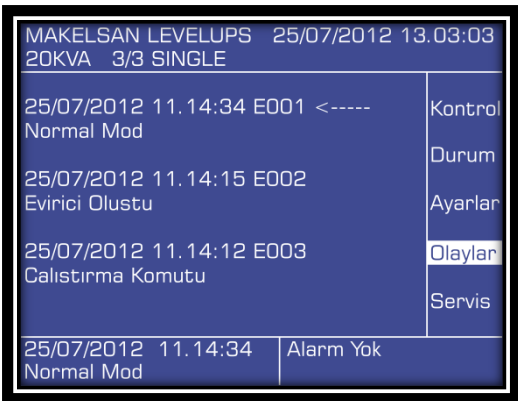 MAKELSAN LEVELUPS 25/07/2012 13.03:03
20KVA 3/3 SINGLE
25/07/2012 11.14:34 E001 <-----
Normal Mod
25/07/2012 11.14:15 E002
Evirici Olustu
25/07/2012 11.14:12 E003
Calıstırma Komutu
Kontrol
Durum
Ayarlar
Olaylar
Servis
25/07/2012 11.14:34
Normal Mod
Alarm Yok